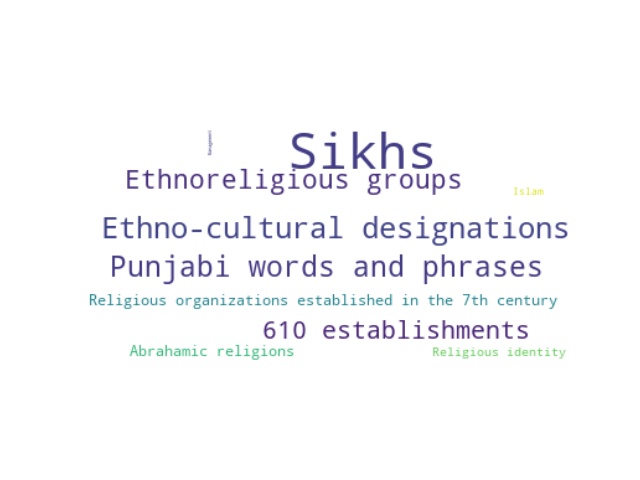 Sikhs
Ethnoreligious groups
Islam
Ethno-cultural designations
Punjabi words and phrases
Religious organizations established in the 7th century
610 establishments
Abrahamic religions
Religious identity